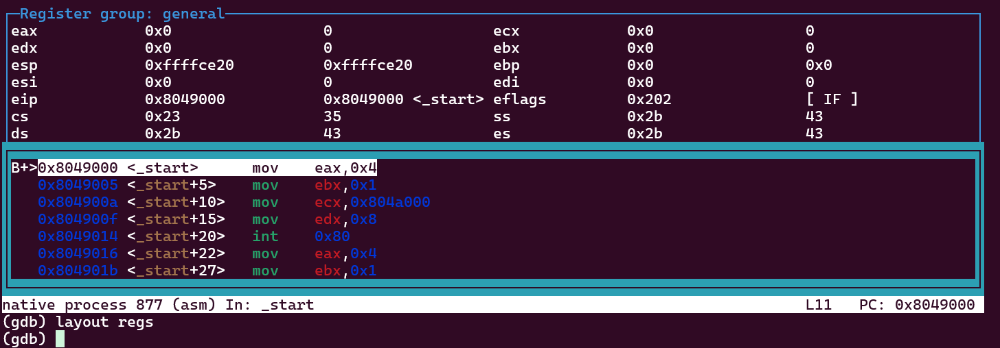 Register group: general
eax 0x0 0 ecx 0x0 0
edx 0x0 0 ebx 0x0 0
esp 0xffffce20 0xffffce20 ebp 0x0 0x0
esi 0x0 0 edi 0x0 0
eip 0x8049000 0x8049000 <_start> eflags 0x202 [ IF ]
cs 0x23 35 ss 0x2b 43
ds 0x2b 43 es 0x2b 43
B+>0x8049000 <_start> mov eax,0x4
0x8049005 <_start+5> mov ebx,0x1
0x804900a <_start+10> mov ecx,0x804a000
0x804900f <_start+15> mov edx,0x8
0x8049014 <_start+20> int 0x80
0x8049016 <_start+22> mov eax,0x4
0x804901b <_start+27> mov ebx,0x1
native process 877 (asm) In: _start L11 PC: 0x8049000
(gdb) layout regs
(gdb)